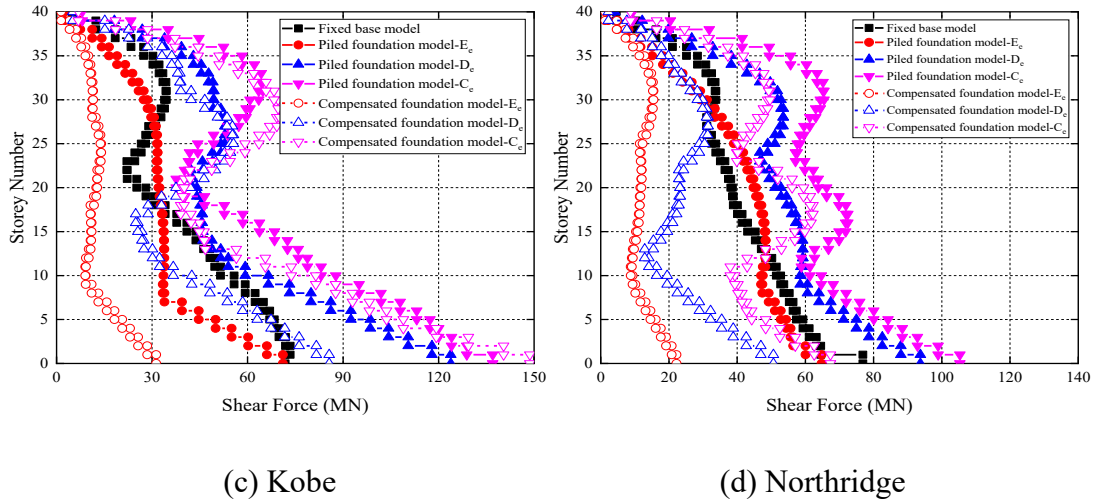 40
35
30
25
20
15
10
5
0
0 30 60 90 120 150
Storey Number
Shear Force (MN)
Fixed base model
Piled foundation model-Ee
Piled foundation model-De
Piled foundation model-Ce
Compensated foundation model-Ee
Compensated foundation model-De
Compensated foundation model-Ce
(c) Kobe
40
35
30
25
20
15
10
5
0
0 20 40 60 80 100 120 140
Storey Number
Shear Force (MN)
Fixed base model
Piled foundation model-Ee
Piled foundation model-De
Piled foundation model-Ce
Compensated foundation model-Ee
Compensated foundation model-De
Compensated foundation model-Ce
(d) Northridge